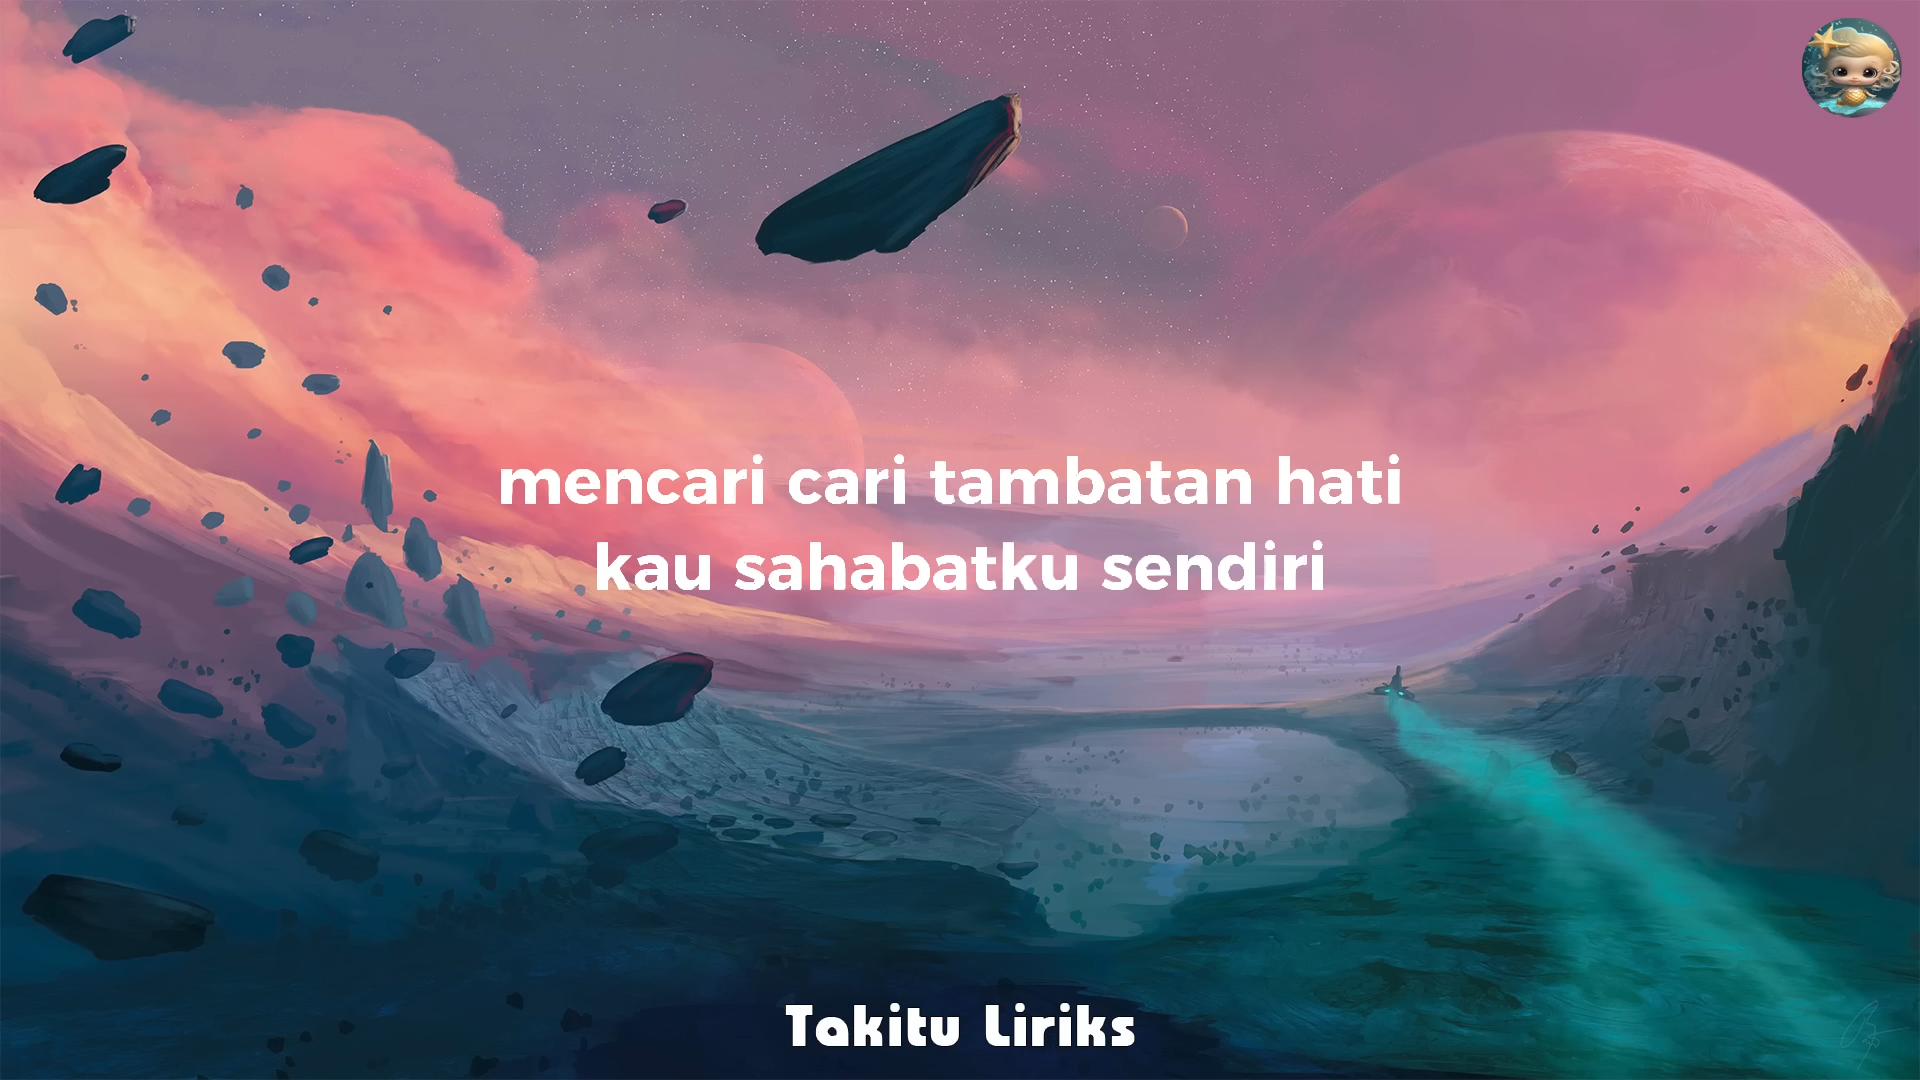 mencari cari tambatan hati
kau sahabatku sendiri
Takitu Liriks